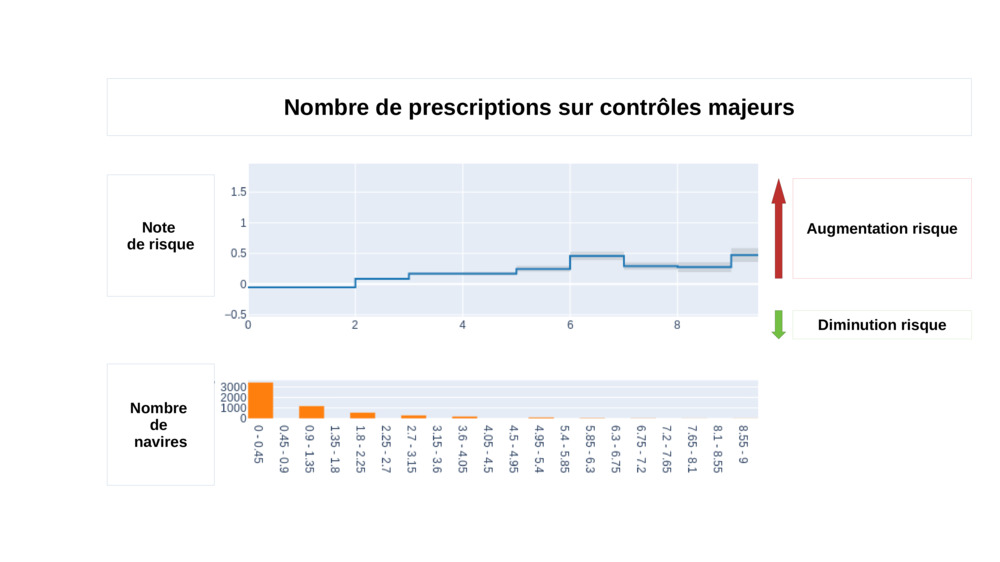 Nombre de prescriptions sur contrôles majeurs
Note
de risque
1.5
1
0.5
0
−0.5
0
2
4
6
8
Augmentation risque
Diminution risque
Nombre
de
navires
3000
2000
1000
0
0 - 0.45
0.45 - 0.9
0.9 - 1.35
1.35 - 1.8
1.8 - 2.25
2.25 - 2.7
2.7 - 3.15
3.15 - 3.6
3.6 - 4.05
4.05 - 4.5
4.5 - 4.95
4.95 - 5.4
5.4 - 5.85
5.85 - 6.3
6.3 - 6.75
6.75 - 7.2
7.2 - 7.65
7.65 - 8.1
8.1 - 8.55
8.55 - 9